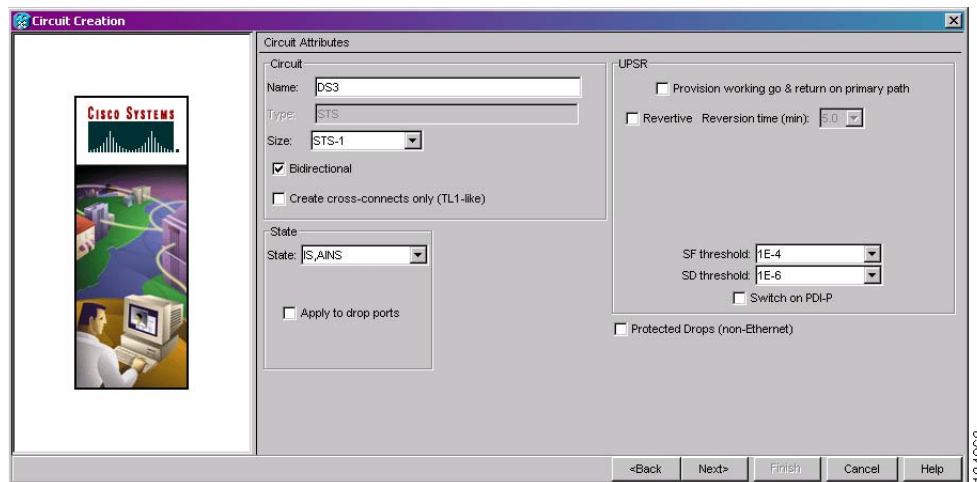 Circuit Creation
CISCO SYSTEMS
Circuit Attributes
Circuit
Name: DS3
Type: STS
Size: STS-1
Bidirectional
Create cross-connects only (TL1-like)
State
State: IS,AINS
Apply to drop ports
UPSR
Provision working go & return on primary path
Revertive Reversion time (min): 5.0
SF threshold: 1E-4
SD threshold: 1E-6
Switch on PDI-P
Protected Drops (non-Ethernet)
<Back Next> Finish Cancel Help